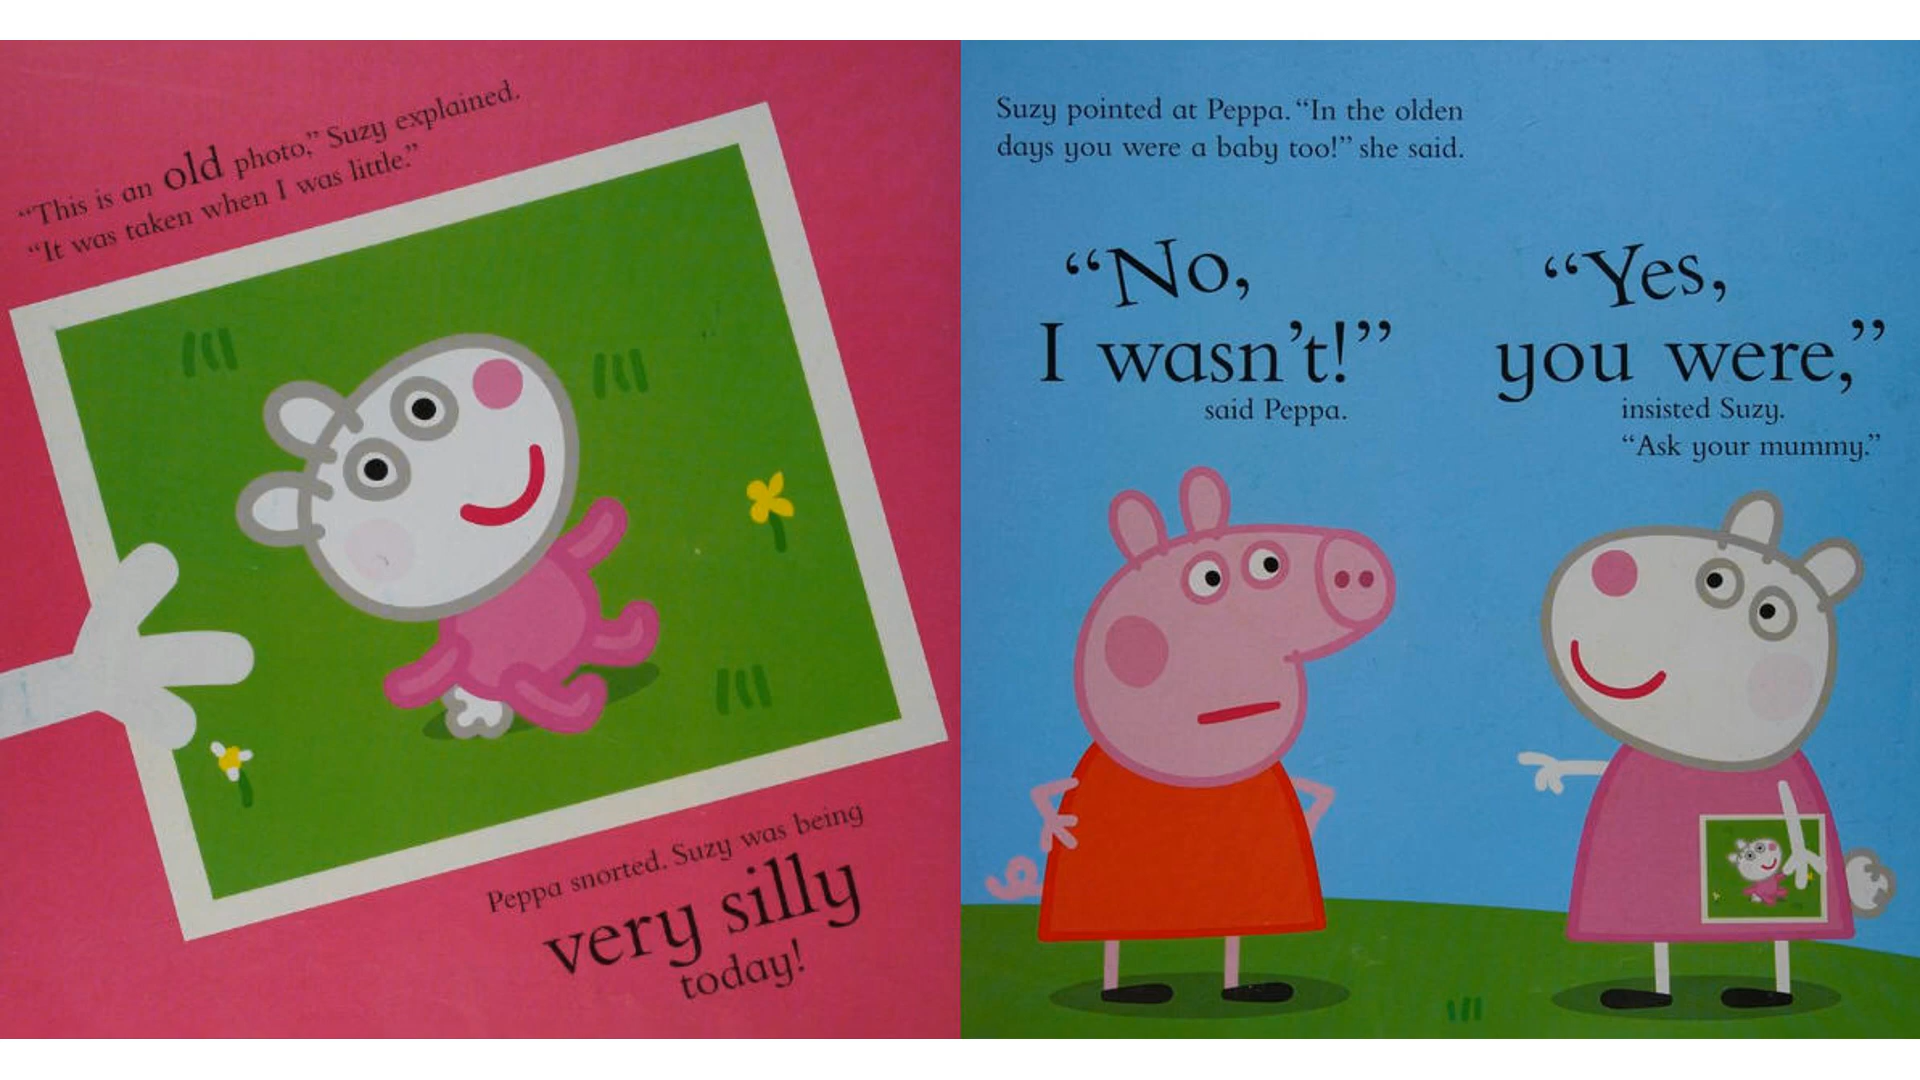 “This is an old photo,” Suzy explained.
“It was taken when I was little.”
Peppa snorted. Suzy was being
very silly
today!
Suzy pointed at Peppa. “In the olden
days you were a baby too!” she said.
“No,
I wasn’t!”
said Peppa.
“Yes,
you were,”
insisted Suzy.
“Ask your mummy.”